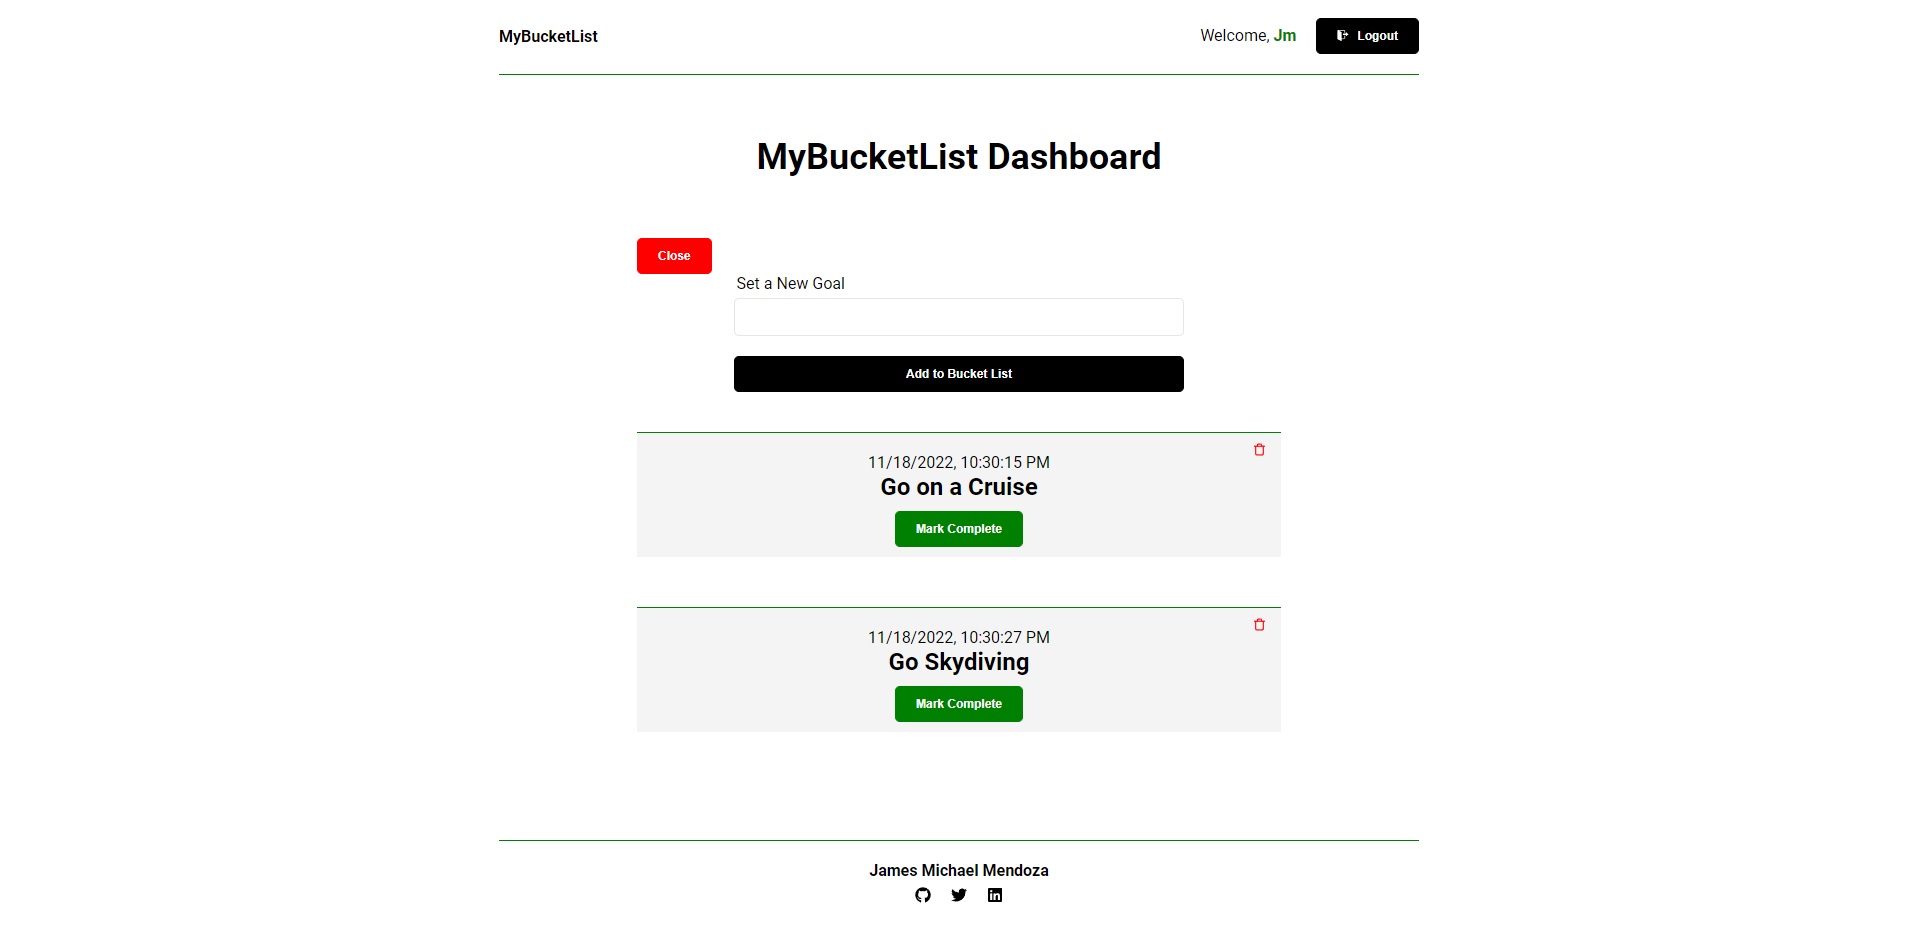 MyBucketList
Welcome, Jm
Logout
MyBucketList Dashboard
Close
Set a New Goal
Add to Bucket List
11/18/2022, 10:30:15 PM
Go on a Cruise
Mark Complete
11/18/2022, 10:30:27 PM
Go Skydiving
Mark Complete
James Michael Mendoza